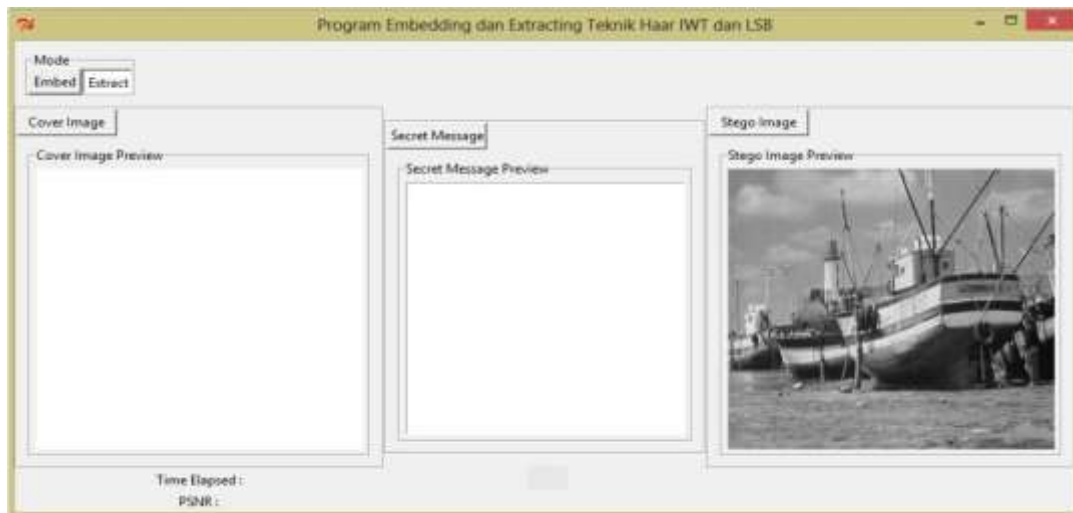 Program Embedding dan Extracting Teknik Haar IWT dan LSB
Mode
Embed Extract
Cover Image
Cover Image Preview
Secret Message
Secret Message Preview
Stego Image
Stego Image Preview
Time Elapsed :
PSNR :